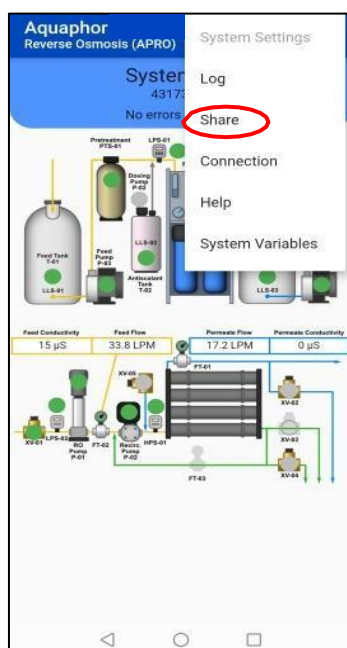 Aquaphor
Reverse Osmosis (APRO)
System Settings
Log
Share
Connection
Help
System Variables
Syster
43173
No errors
Pretreatment
PTS-01
LPS-01
Dosing
Pump
P-02
Feed Tank
T-01
LLS-01
Feed
Pump
P-05
LLS-02
Antiscalant
Tank
T-02
LLS-03
Feed Conductivity
Feed Flow
Permeate Flow
Permeate Conductivity
15 µS
33.8 LPM
17.2 LPM
0 µS
FT-01
XV-05
XV-01
LPS-02
RO
Pump
P-01
FT-02
Recirc.
Pump
P-02
HPS-01
XV-02
XV-03
XV-04
FT-03